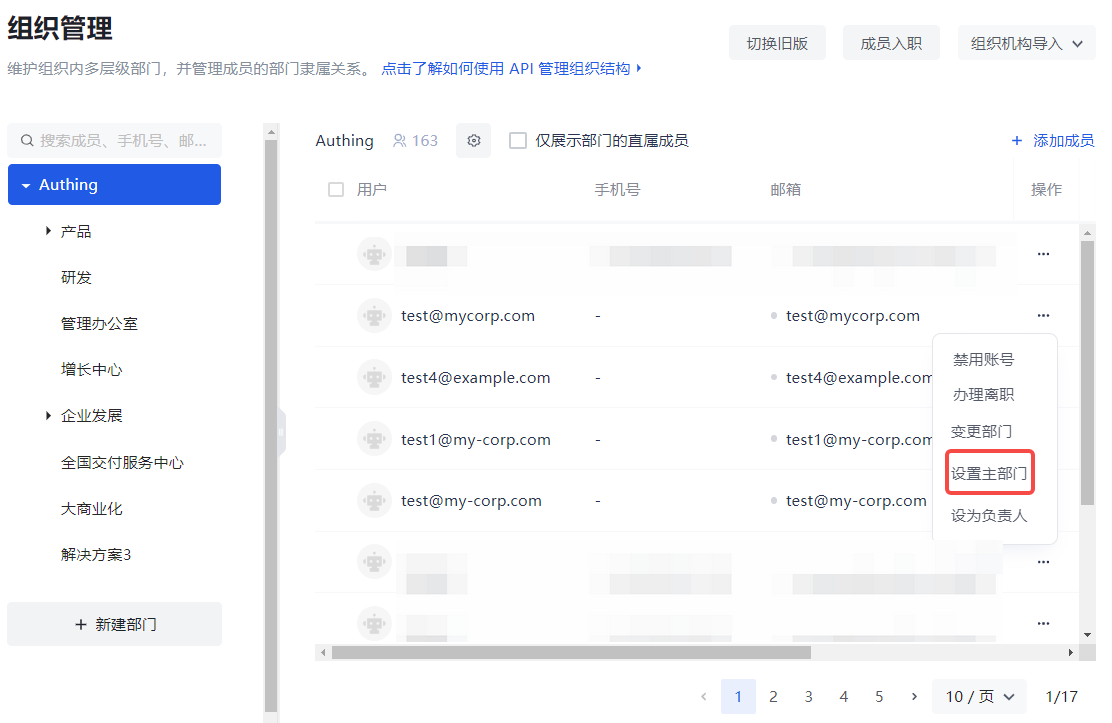 组织管理
维护组织内多层级部门，并管理成员的部门隶属关系。 点击了解如何使用 API 管理组织结构
切换旧版
成员入职
组织机构导入
搜索成员、手机号、邮...
Authing
产品
研发
管理办公室
增长中心
企业发展
全国交付服务中心
大商业化
解决方案3
+ 新建部门
Authing 163 仅展示部门的直属成员 + 添加成员
用户 手机号 邮箱 操作
...
test@mycorp.com - test@mycorp.com ...
test4@example.com - test4@example.com
test1@my-corp.com - test1@my-corp.com
test@my-corp.com - test@my-corp.com
禁用账号
办理离职
变更部门
设置主部门
设为负责人
...
...
1 2 3 4 5 10 / 页 1/17